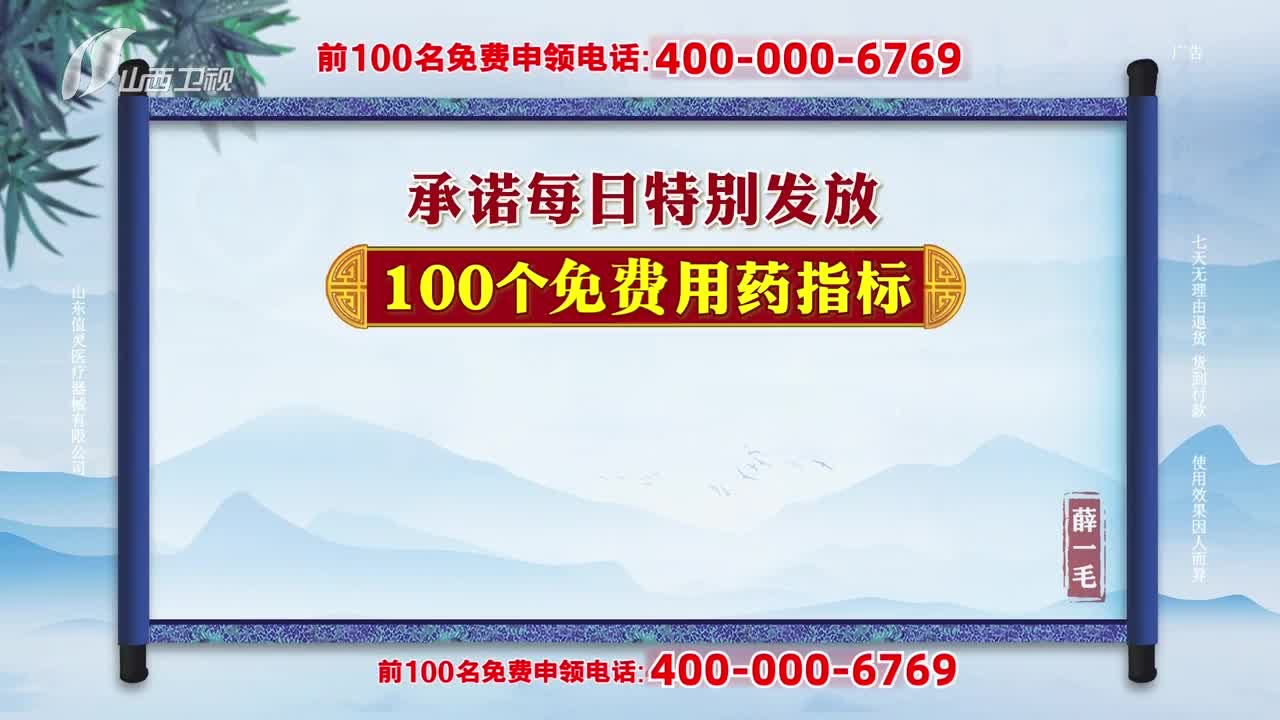 山西卫视
前100名免费申领电话:400-000-6769
广告
承诺每日特别发放
100个免费用药指标
山东值灵医疗器械有限公司
七天无理由退货 货到付款 使用效果因人而异
薛一毛
前100名免费申领电话:400-000-6769